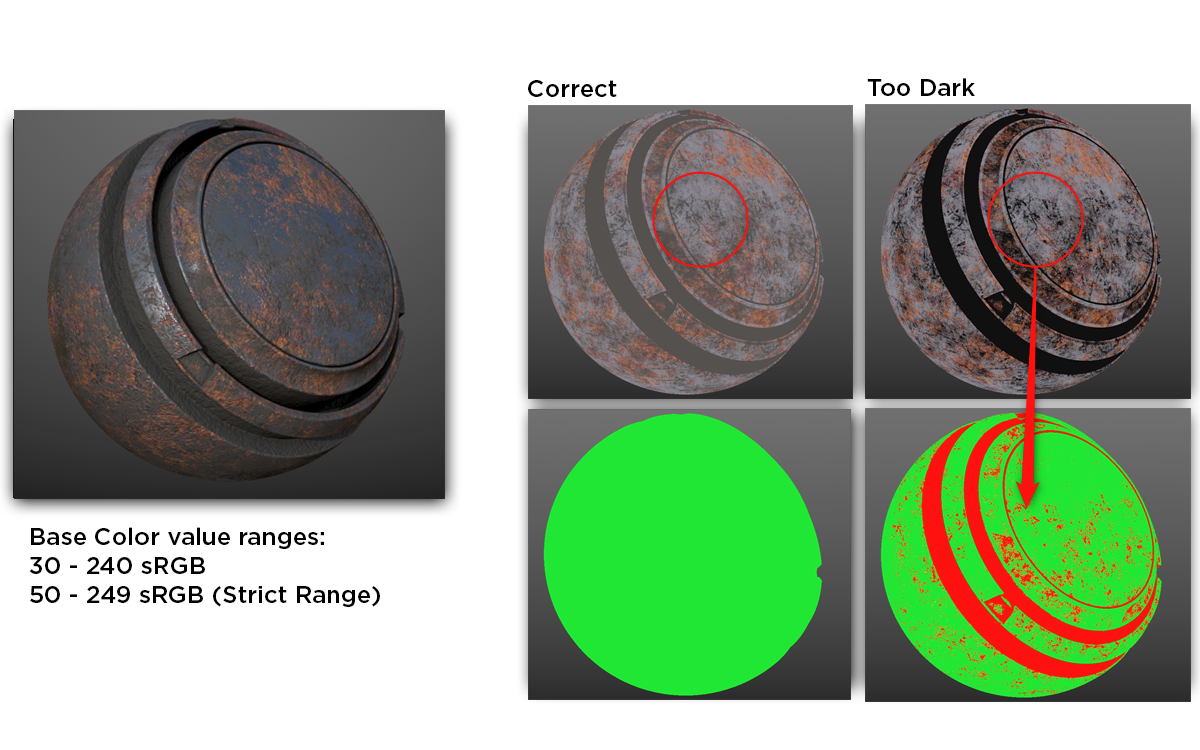 Correct
Too Dark
Base Color value ranges:
30 - 240 sRGB
50 - 249 sRGB (Strict Range)